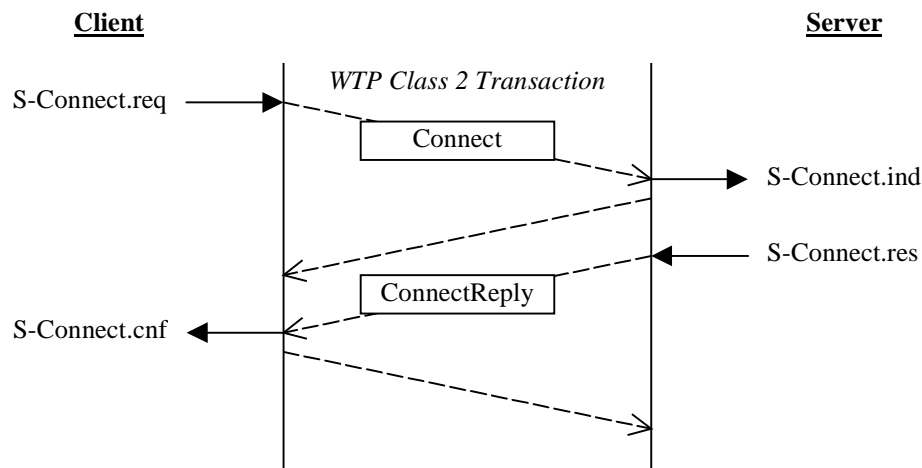 Client
Server
WTP Class 2 Transaction
S-Connect.req
Connect
S-Connect.ind
S-Connect.res
ConnectReply
S-Connect.cnf